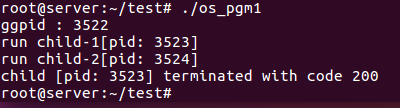 root@server:~/test# ./os_pgm1
ggpid : 3522
run child-1[pid: 3523]
run child-2[pid: 3524]
child [pid: 3523] terminated with code 200
root@server:~/test#